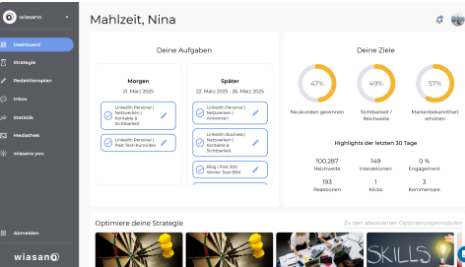 wiasano
Mahlzeit, Nina
Dashboard
Strategie
Redaktionsplan
Inbox
Statistik
Mediathek
wiasano you
Abmelden
wiasano
Deine Aufgaben
Morgen
21. März 2025
LinkedIn Personal |
Netzwerken |
Kontakte &
Sichtbarkeit
LinkedIn Personal |
Post Text-Kurzvideo
Später
22. März 2025 - 26. März 2025
LinkedIn Personal |
Netzwerken |
Antworten
LinkedIn Business |
Netzwerken |
Kontakte &
Sichtbarkeit
Blog | Post 300
Wörter Text-Bild
Deine Ziele
47%
49%
57%
Neukunden gewinnen
Sichtbarkeit /
Reichweite
Markenbekanntheit
erhöhen
Highlights der letzten 30 Tage
100.287
Reichweite
149
Interaktionen
0 %
Engagement
193
Reaktionen
1
Klicks
3
Kommentare
Optimiere deine Strategie
Zu den absolvierten Optimierungsmodulen
SKILLS